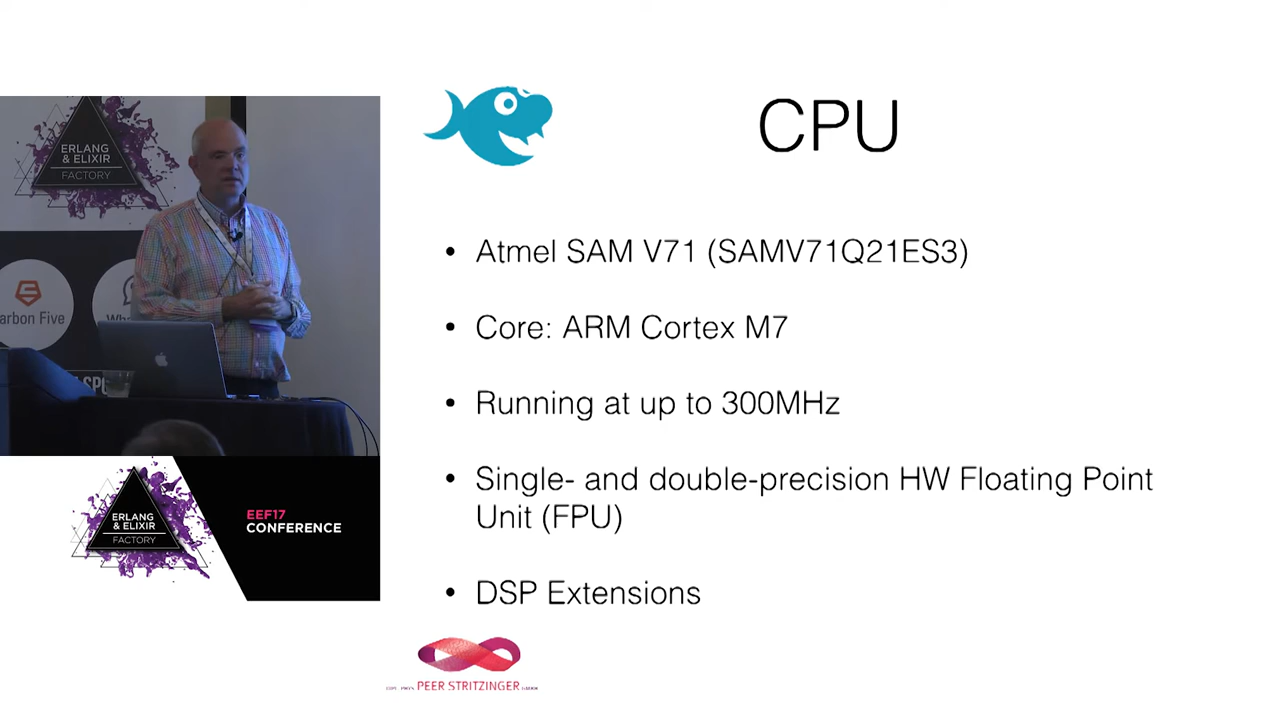 CPU
• Atmel SAM V71 (SAMV71Q21ES3)
• Core: ARM Cortex M7
• Running at up to 300MHz
• Single- and double-precision HW Floating Point
Unit (FPU)
• DSP Extensions
PEER STRITZINGER
ERLANG
& ELIXIR
FACTORY
arbon Five
ERLANG
& ELIXIR
FACTORY
EEF17
CONFERENCE